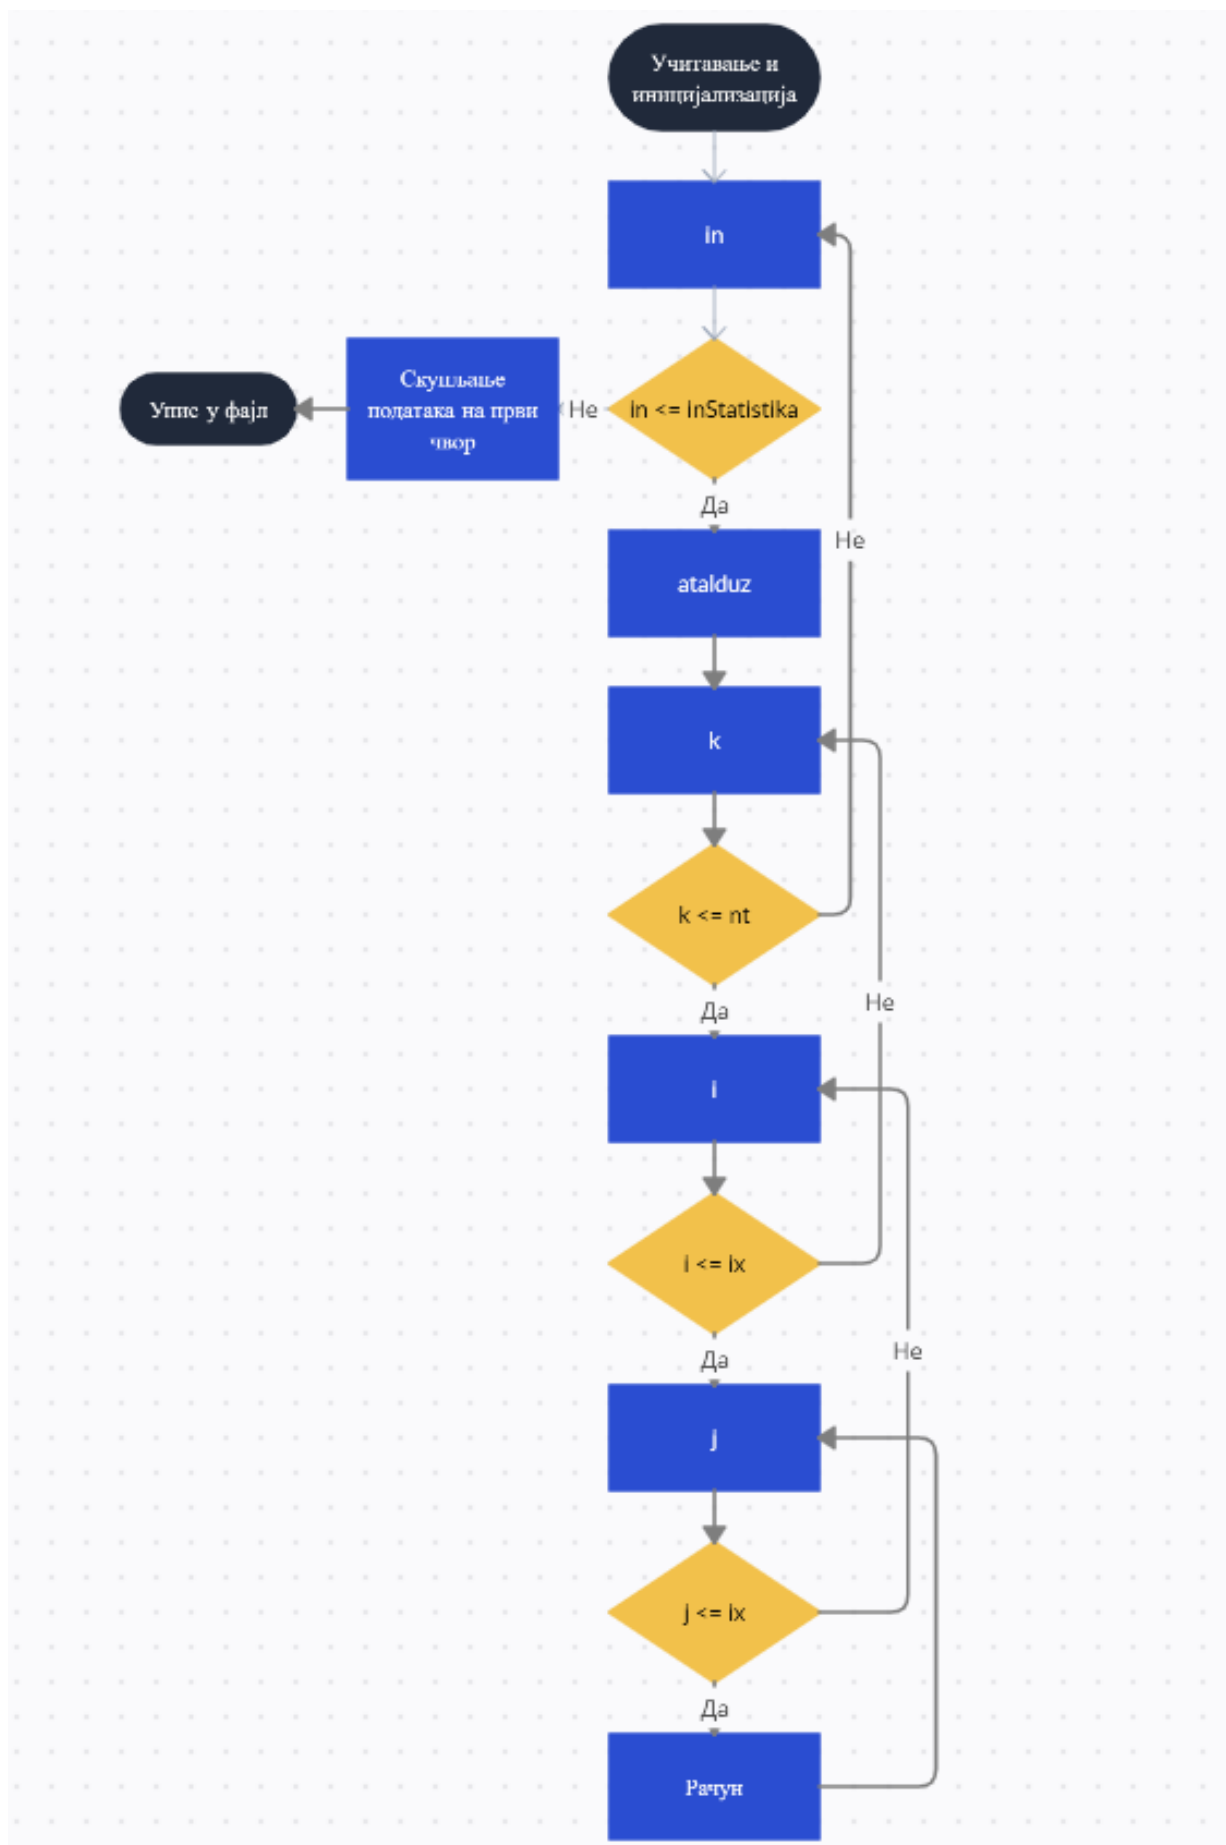 Учитавање и
иницијализација
in
in <= inStatistika
Не
Скупљање
података на први
чвор
Упис у фајл
Да
atalduz
Не
k
k <= nt
Да
Не
i
i <= ix
Да
Не
j
j <= ix
Да
Рачун